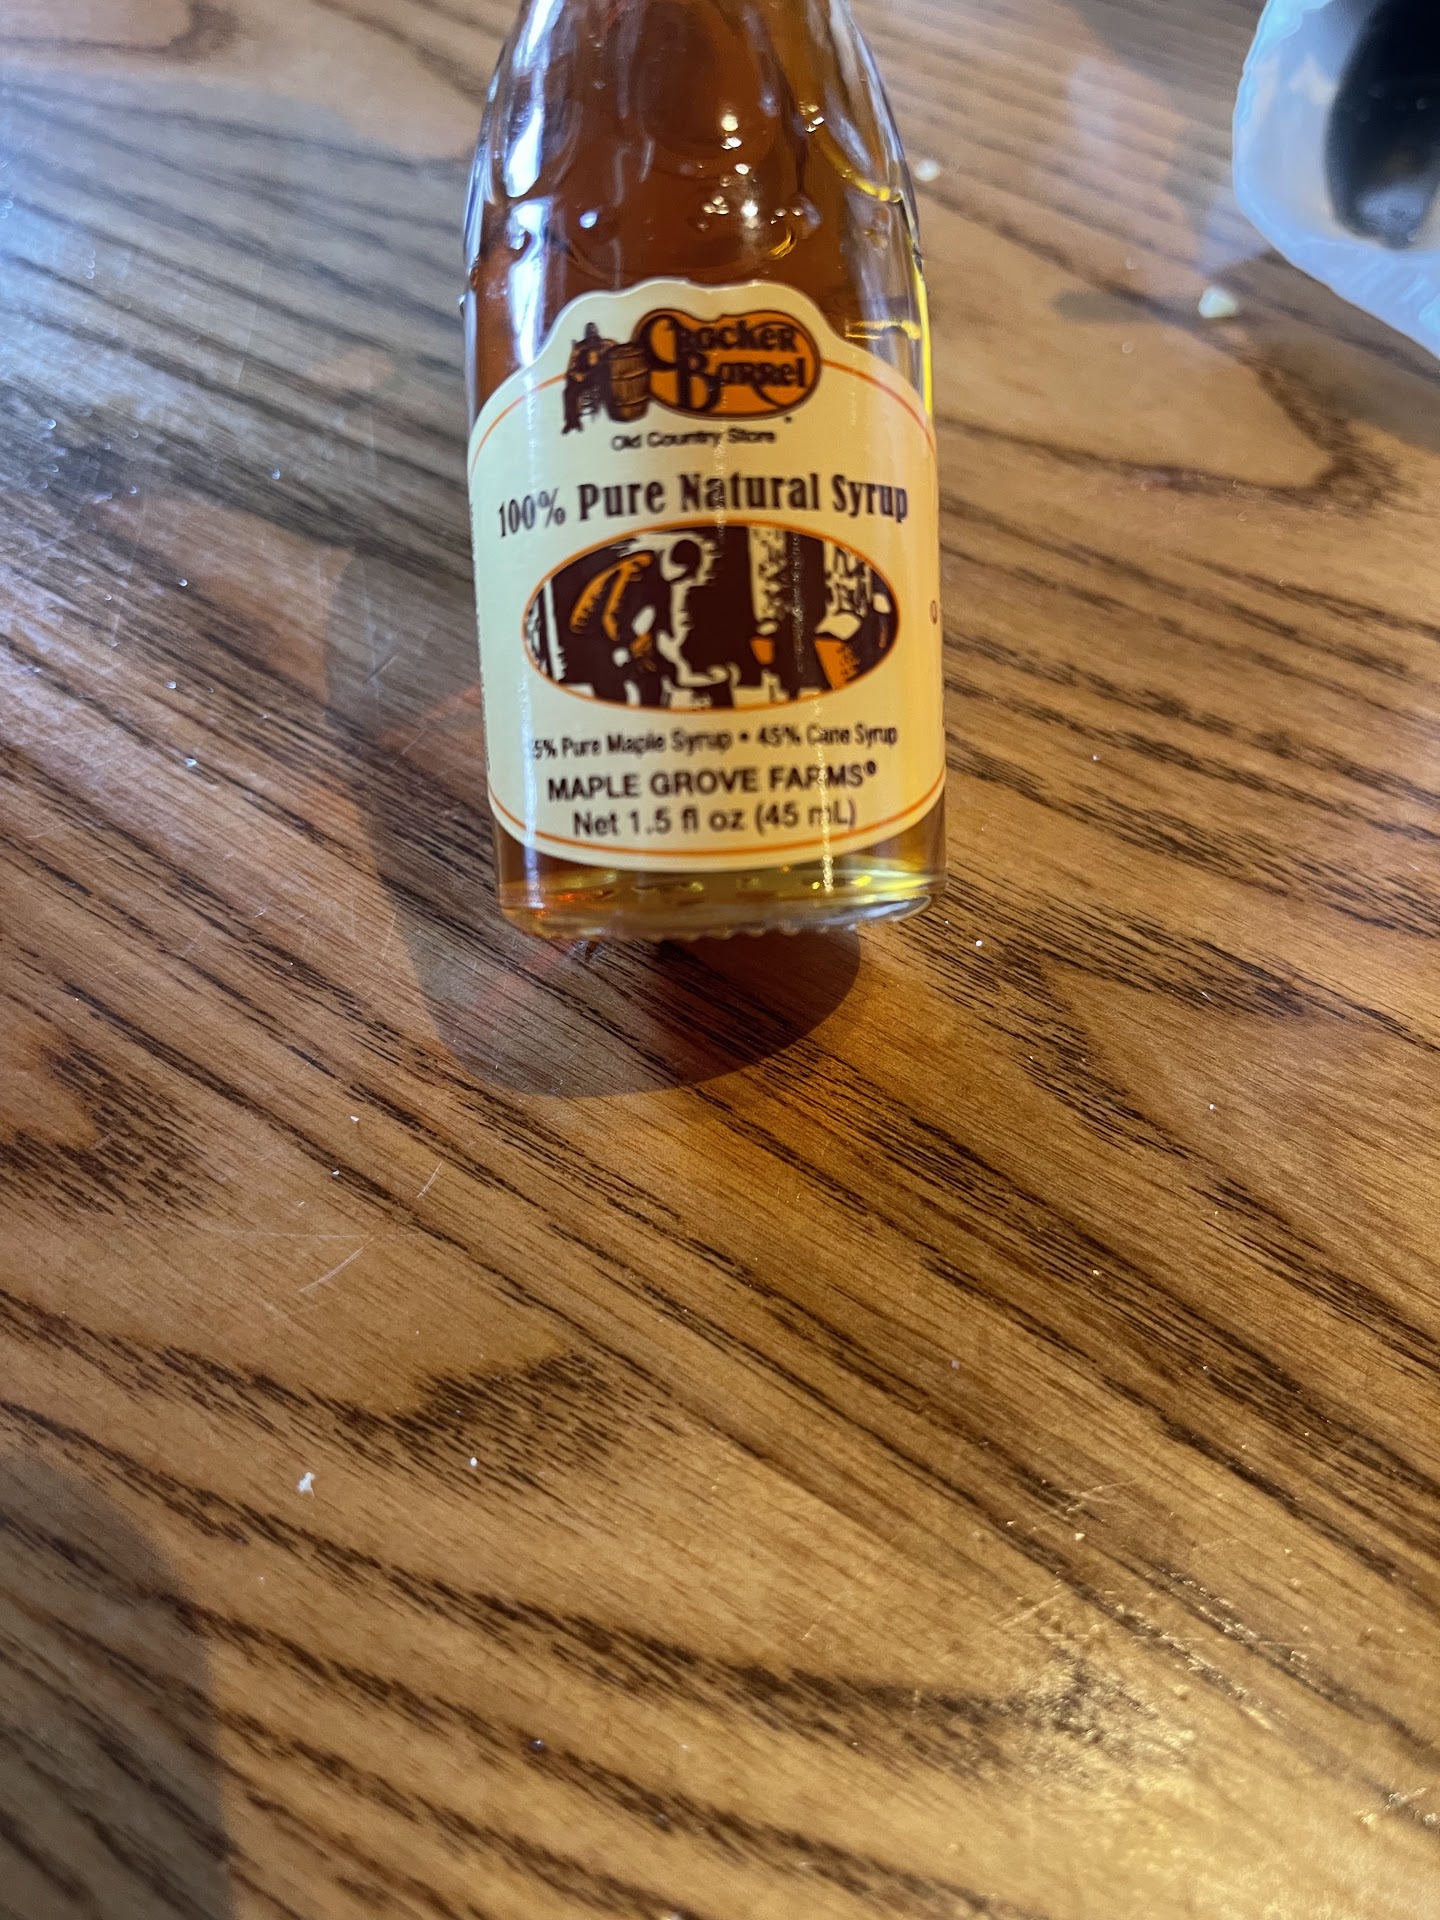 Cracker
Barrel
Old Country Store
100% Pure Natural Syrup
5% Pure Maple Syrup • 45% Cane Syrup
MAPLE GROVE FARMS®
Net 1.5 fl oz (45 mL)